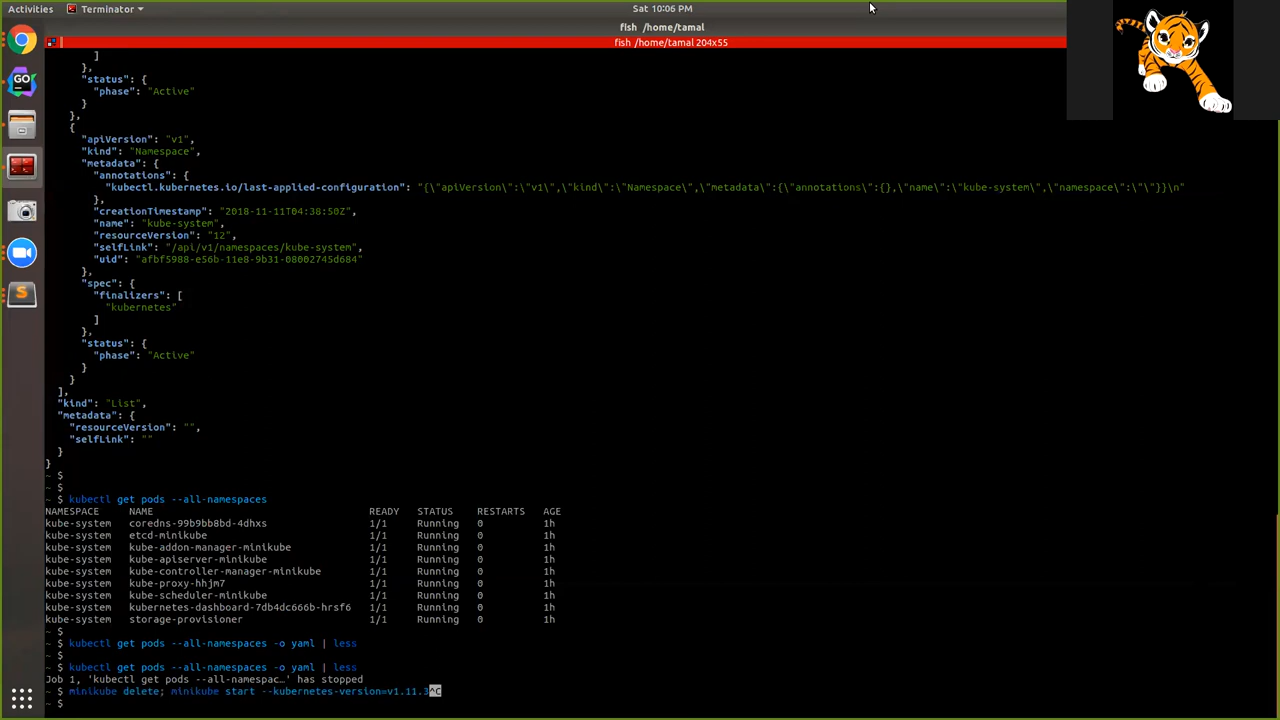 Activities Terminator Sat 10:06 PM
fish /home/tamal
fish /home/tamal 204x55
GO
S
]
},
"status": {
"phase": "Active"
}
},
{
"apiVersion": "v1",
"kind": "Namespace",
"metadata": {
"annotations": {
"kubectl.kubernetes.io/last-applied-configuration": "{\"apiVersion\":\"v1\",\"kind\":\"Namespace\",\"metadata\":{\"annotations\":{},\"name\":\"kube-system\",\"namespace\":\"\"}}\n"
},
"creationTimestamp": "2018-11-11T04:38:50Z",
"name": "kube-system",
"resourceVersion": "12",
"selfLink": "/api/v1/namespaces/kube-system",
"uid": "afbf5988-e56b-11e8-9b31-08002745d684"
},
"spec": {
"finalizers": [
"kubernetes"
]
},
"status": {
"phase": "Active"
}
}
],
"kind": "List",
"metadata": {
"resourceVersion": "",
"selfLink": ""
}
}
~ $
~ $
~ $ kubectl get pods --all-namespaces
NAMESPACE NAME READY STATUS RESTARTS AGE
kube-system coredns-99b9bb8bd-4dhxs 1/1 Running 0 1h
kube-system etcd-minikube 1/1 Running 0 1h
kube-system kube-addon-manager-minikube 1/1 Running 0 1h
kube-system kube-apiserver-minikube 1/1 Running 0 1h
kube-system kube-controller-manager-minikube 1/1 Running 0 1h
kube-system kube-proxy-hhjm7 1/1 Running 0 1h
kube-system kube-scheduler-minikube 1/1 Running 0 1h
kube-system kubernetes-dashboard-7db4dc666b-hrsf6 1/1 Running 0 1h
kube-system storage-provisioner 1/1 Running 0 1h
~ $
~ $ kubectl get pods --all-namespaces -o yaml | less
~ $
~ $ kubectl get pods --all-namespaces -o yaml | less
Job 1, 'kubectl get pods --all-namespac…' has stopped
~ $ minikube delete; minikube start --kubernetes-version=v1.11.3^C
~ $